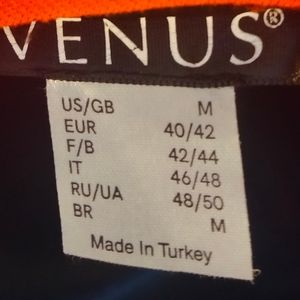 VENUS®
US/GB M
EUR 40/42
F/B 42/44
IT 46/48
RU/UA 48/50
BR M
Made In Turkey